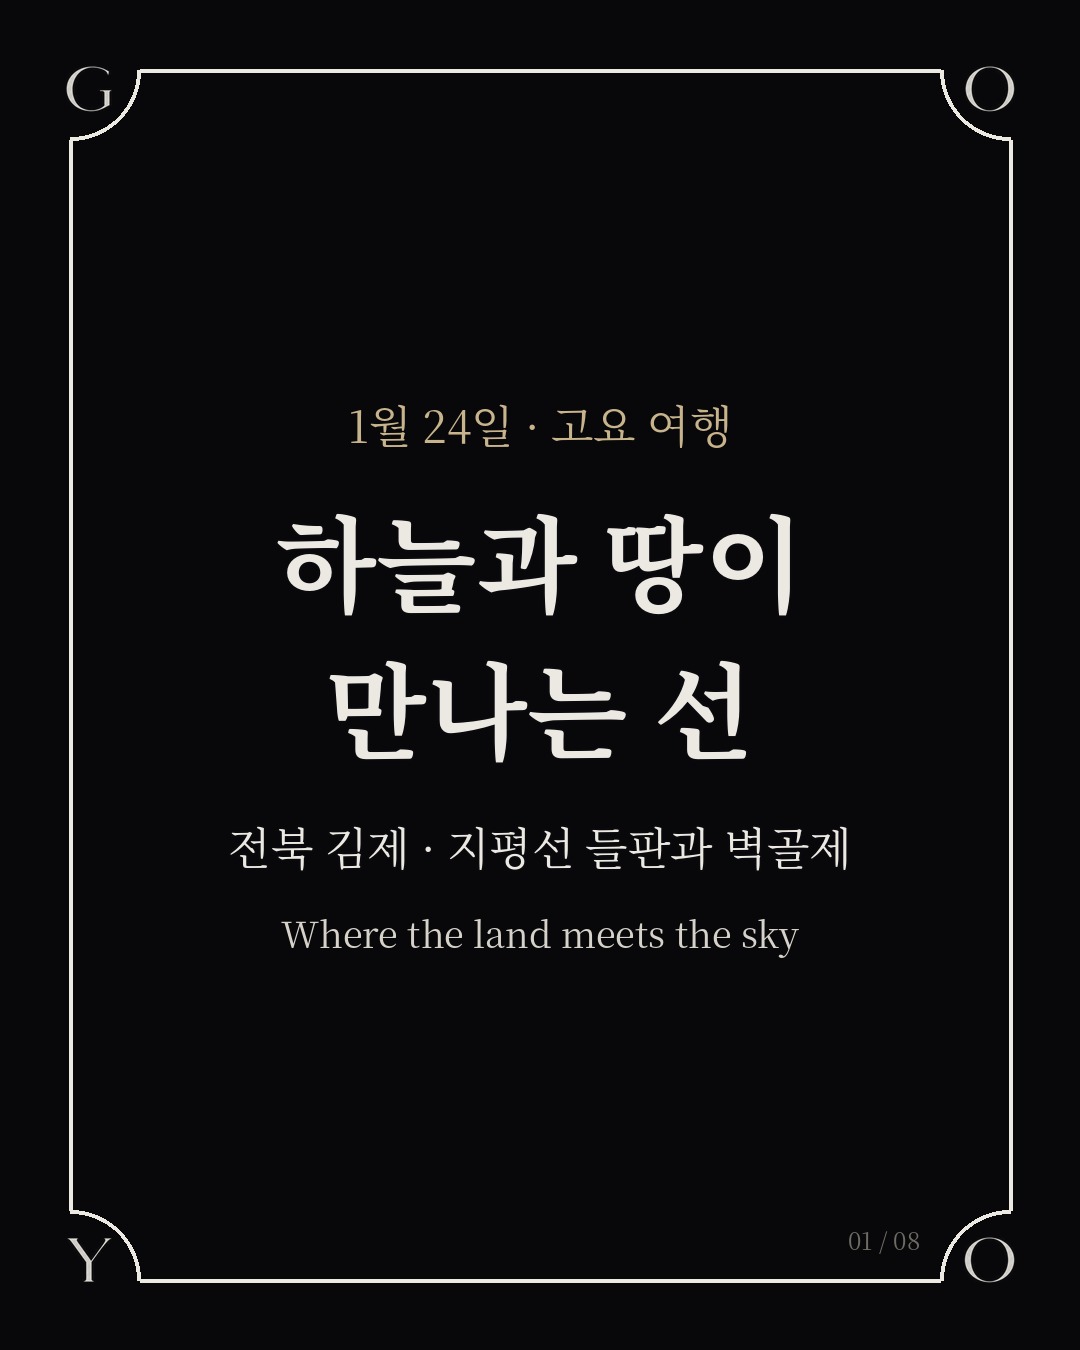 G O
1월 24일 · 고요 여행
하늘과 땅이
만나는 선
전북 김제 · 지평선 들판과 벽골제
Where the land meets the sky
01 / 08
Y O